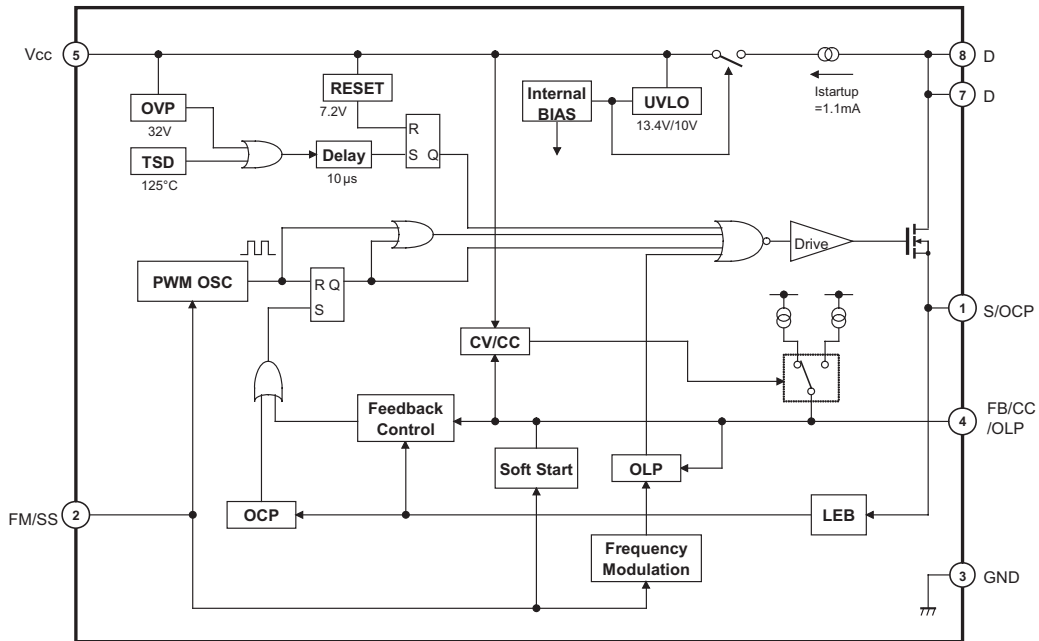 Vcc
5
8
D
7
D
Istartup
=1.1mA
OVP
32V
RESET
7.2V
Internal
BIAS
UVLO
13.4V/10V
TSD
125°C
Delay
10µs
R
S Q
Drive
PWM OSC
R Q
S
1
S/OCP
CV/CC
Feedback
Control
4
FB/CC
/OLP
Soft Start
OLP
2
FM/SS
OCP
LEB
Frequency
Modulation
3
GND